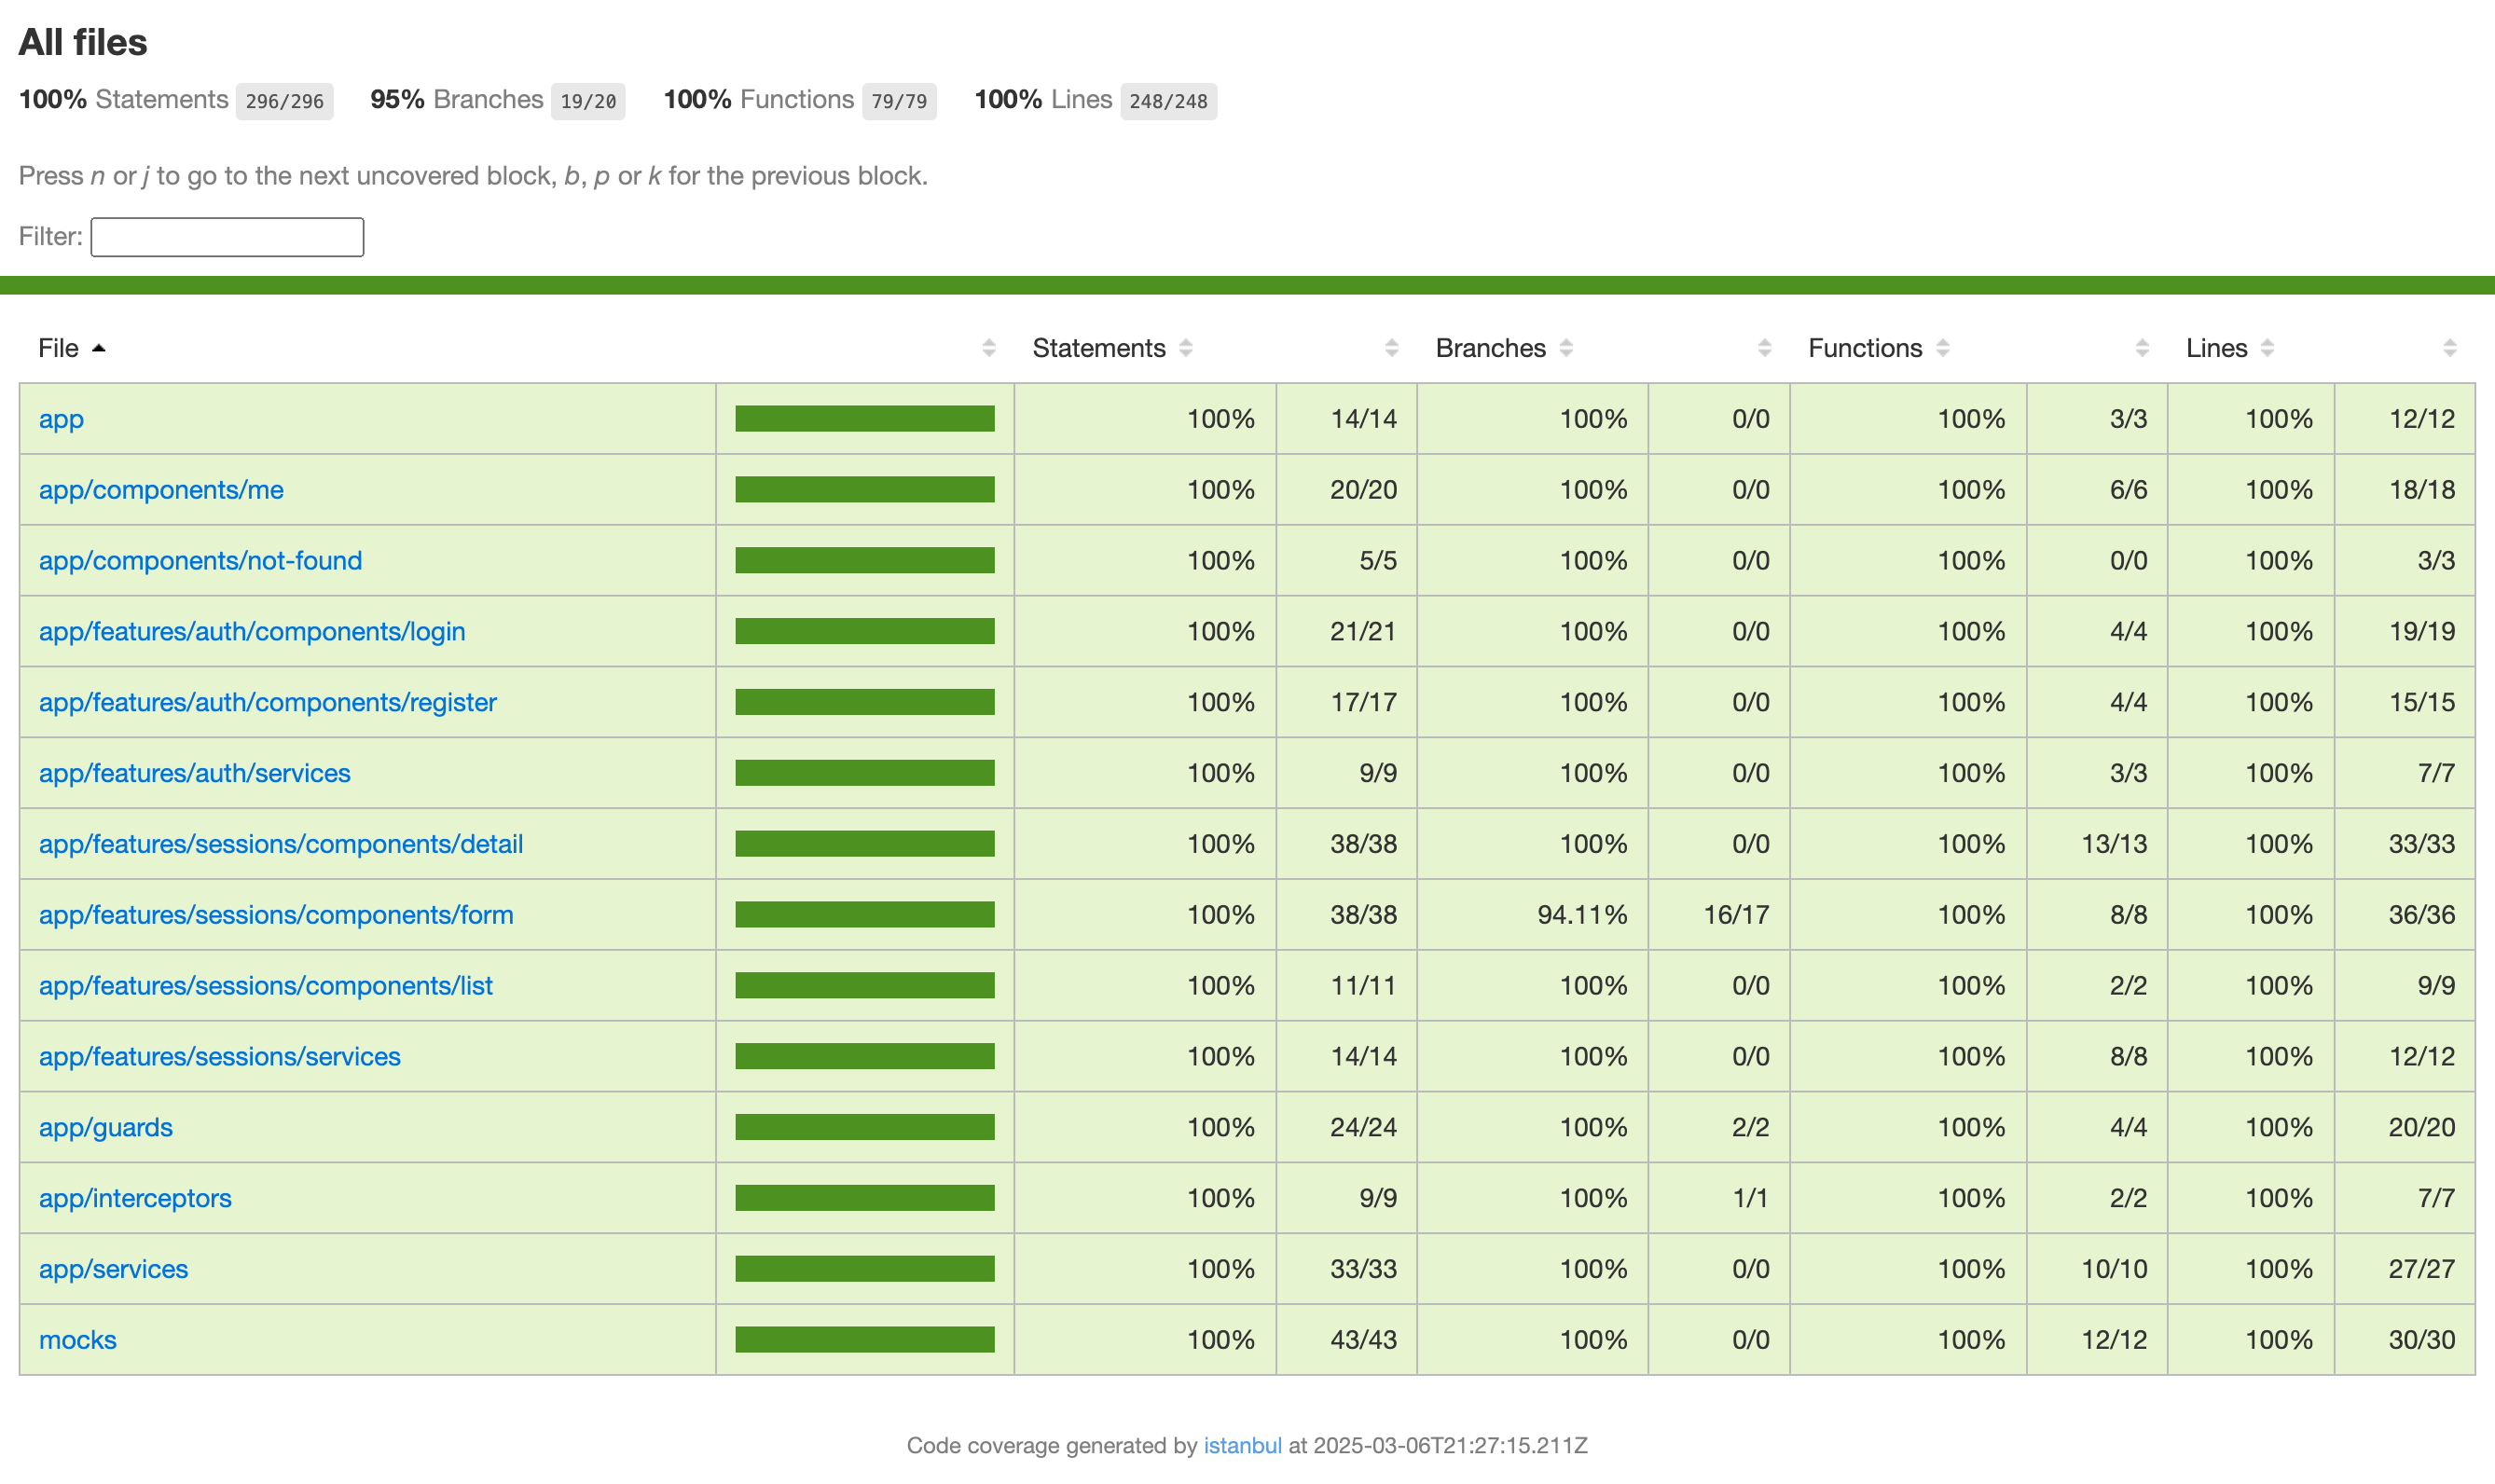 All files
100% Statements 296/296 95% Branches 19/20 100% Functions 79/79 100% Lines 248/248
Press n or j to go to the next uncovered block, b, p or k for the previous block.
Filter:
File Statements Branches Functions Lines
app 100% 14/14 100% 0/0 100% 3/3 100% 12/12
app/components/me 100% 20/20 100% 0/0 100% 6/6 100% 18/18
app/components/not-found 100% 5/5 100% 0/0 100% 0/0 100% 3/3
app/features/auth/components/login 100% 21/21 100% 0/0 100% 4/4 100% 19/19
app/features/auth/components/register 100% 17/17 100% 0/0 100% 4/4 100% 15/15
app/features/auth/services 100% 9/9 100% 0/0 100% 3/3 100% 7/7
app/features/sessions/components/detail 100% 38/38 100% 0/0 100% 13/13 100% 33/33
app/features/sessions/components/form 100% 38/38 94.11% 16/17 100% 8/8 100% 36/36
app/features/sessions/components/list 100% 11/11 100% 0/0 100% 2/2 100% 9/9
app/features/sessions/services 100% 14/14 100% 0/0 100% 8/8 100% 12/12
app/guards 100% 24/24 100% 2/2 100% 4/4 100% 20/20
app/interceptors 100% 9/9 100% 1/1 100% 2/2 100% 7/7
app/services 100% 33/33 100% 0/0 100% 10/10 100% 27/27
mocks 100% 43/43 100% 0/0 100% 12/12 100% 30/30
Code coverage generated by istanbul at 2025-03-06T21:27:15.211Z